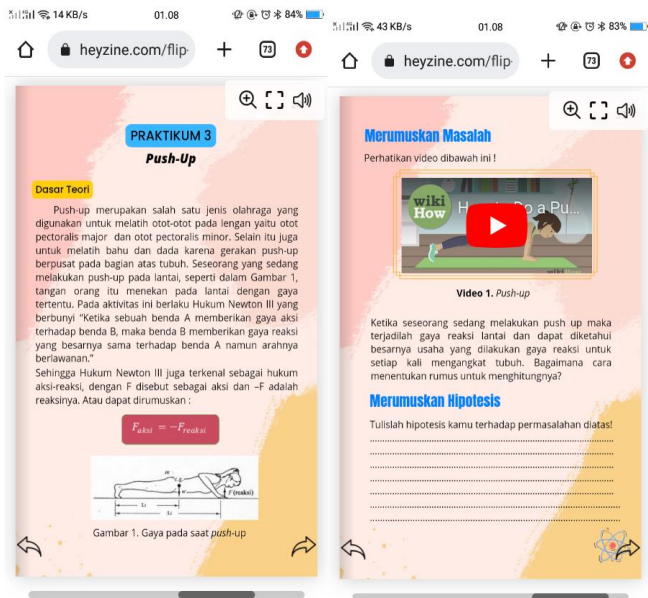 14 KB/s
01.08
84%
heyzine.com/flip
73
PRAKTIKUM 3
Push-Up
Dasar Teori
Push-up merupakan salah satu jenis olahraga yang
digunakan untuk melatih otot-otot pada lengan yaitu otot
pectoralis major dan otot pectoralis minor. Selain itu juga
untuk melatih bahu dan dada karena gerakan push-up
berpusat pada bagian atas tubuh. Seseorang yang sedang
melakukan push-up pada lantai, seperti dalam Gambar 1,
tangan orang itu menekan pada lantai dengan gaya
tertentu. Pada aktivitas ini berlaku Hukum Newton III yang
berbunyi "Ketika sebuah benda A memberikan gaya aksi
terhadap benda B, maka benda B memberikan gaya reaksi
yang besarnya sama terhadap benda A namun arahnya
berlawanan."
Sehingga Hukum Newton III juga terkenal sebagai hukum
aksi-reaksi, dengan F disebut sebagai aksi dan –F adalah
reaksinya. Atau dapat dirumuskan :
F_aksi = −F_reaksi
F (reaksi)
Gambar 1. Gaya pada saat push-up
43 KB/s
01.08
83%
heyzine.com/flip
73
Merumuskan Masalah
Perhatikan video dibawah ini !
wiki
How
o a Pu...
Video 1. Push-up
Ketika seseorang sedang melakukan push up maka
terjadilah gaya reaksi lantai dan dapat diketahui
besarnya usaha yang dilakukan gaya reaksi untuk
setiap kali mengangkat tubuh. Bagaimana cara
menentukan rumus untuk menghitungnya?
Merumuskan Hipotesis
Tulislah hipotesis kamu terhadap permasalahan diatas!